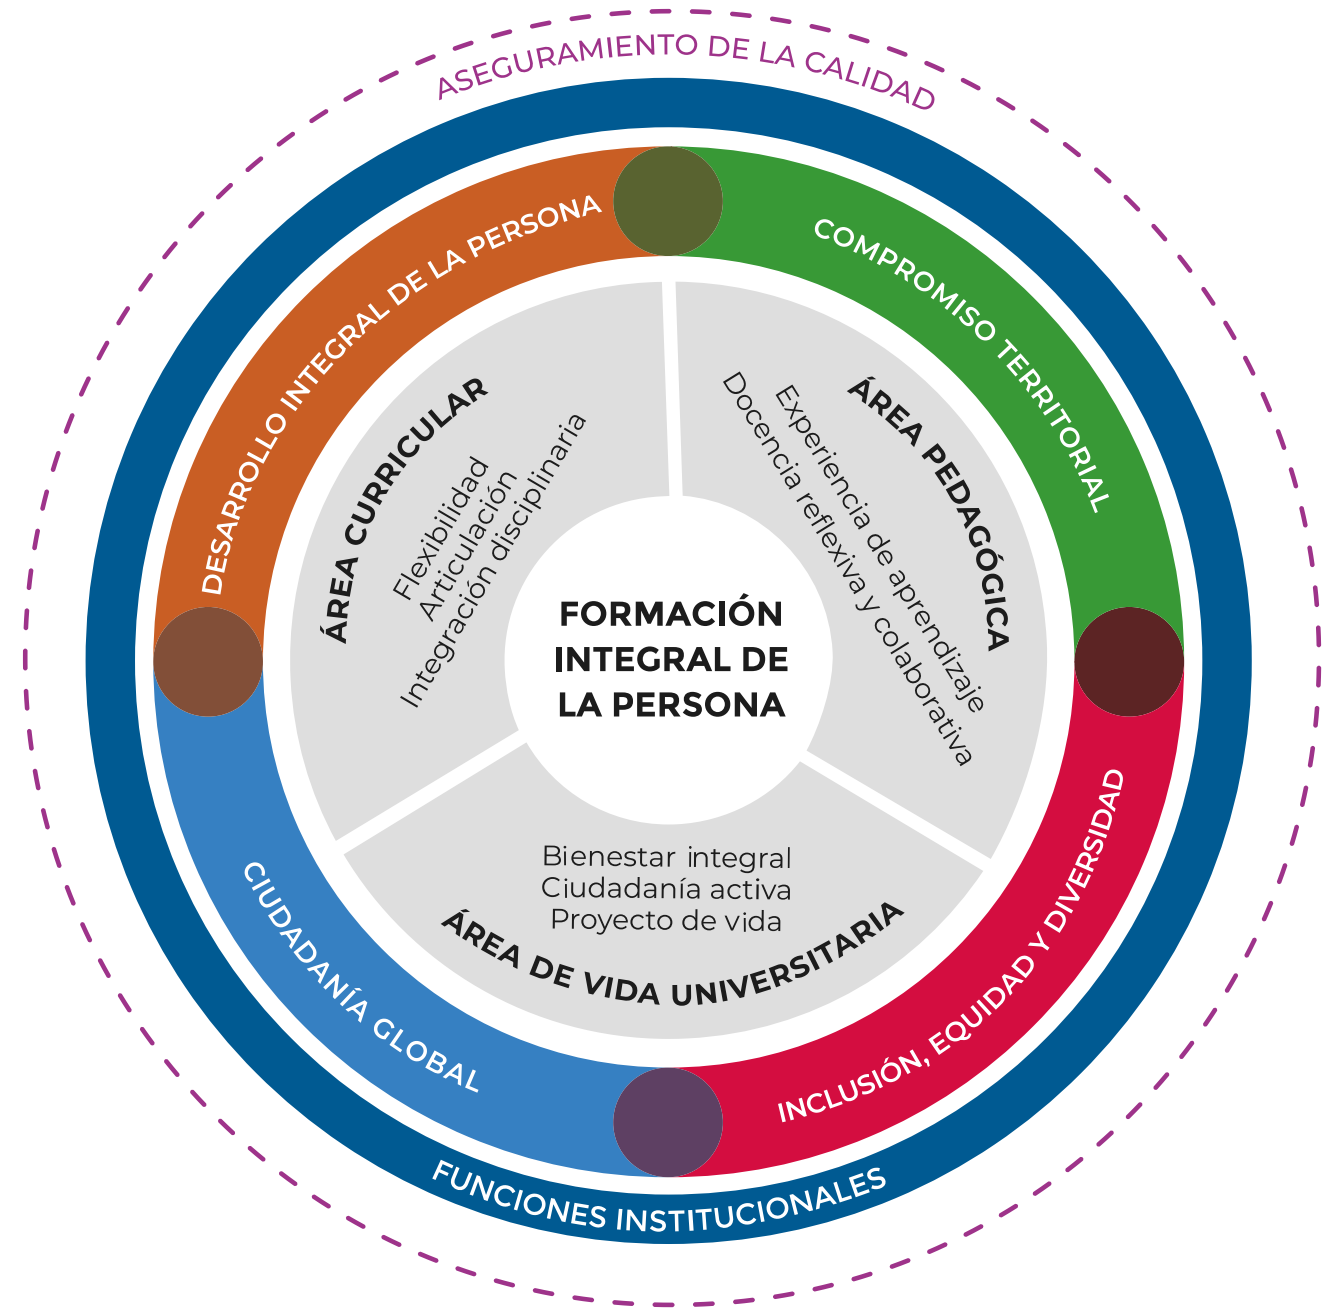 ASEGURAMIENTO DE LA CALIDAD
DESARROLLO INTEGRAL DE LA PERSONA
COMPROMISO TERRITORIAL
ÁREA CURRICULAR
Flexibilidad
Articulación
Integración disciplinaria
ÁREA PEDAGÓGICA
Experiencia de aprendizaje
Docencia reflexiva y colaborativa
FORMACIÓN
INTEGRAL DE
LA PERSONA
Bienestar integral
Ciudadanía activa
Proyecto de vida
ÁREA DE VIDA UNIVERSITARIA
CIUDADANÍA GLOBAL
INCLUSIÓN, EQUIDAD Y DIVERSIDAD
FUNCIONES INSTITUCIONALES